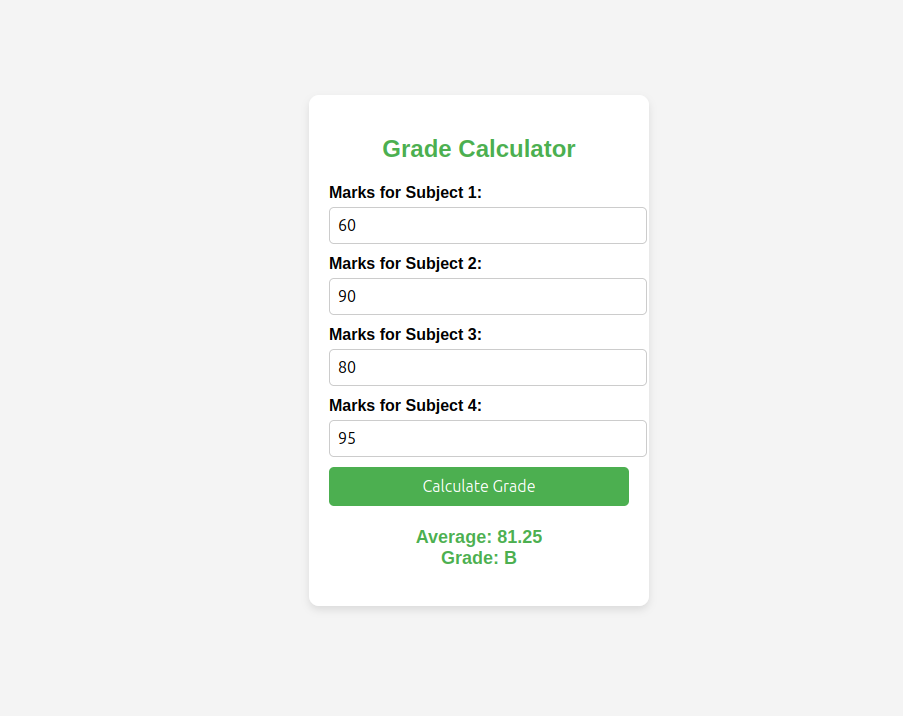 Grade Calculator
Marks for Subject 1:
60
Marks for Subject 2:
90
Marks for Subject 3:
80
Marks for Subject 4:
95
Calculate Grade
Average: 81.25
Grade: B